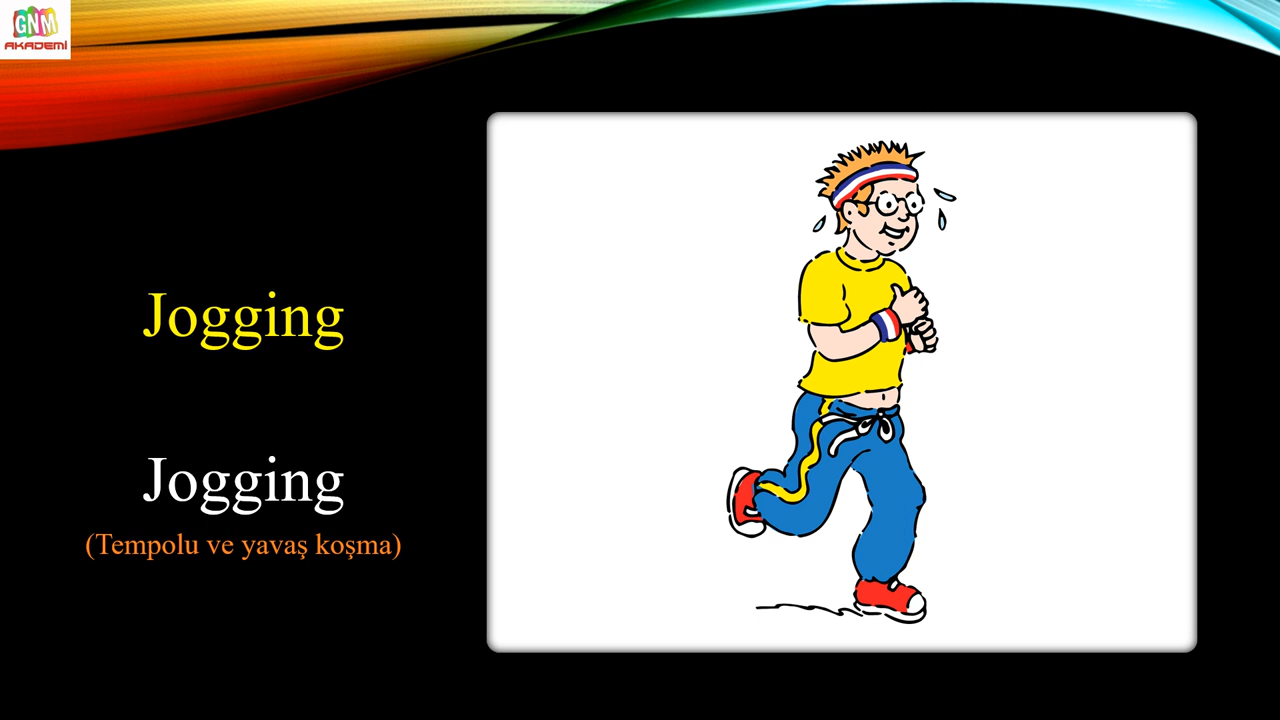 GNM
AKADEMİ
Jogging
Jogging
(Tempolu ve yavaş koşma)